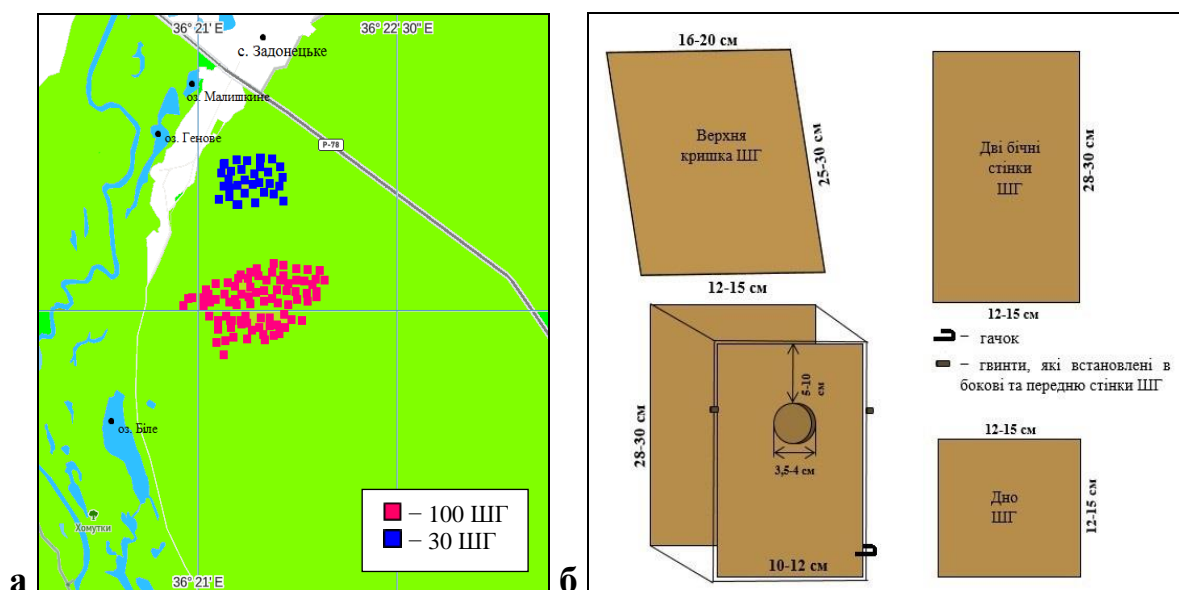 36° 21' E
36° 22' 30" E
с. Задонецьке
оз. Малишкине
оз. Генове
Р-78
оз. Біле
Хомутки
36° 21' E
– 100 ШГ
– 30 ШГ
а
16-20 см
Верхня
кришка ШГ
25-30 см
12-15 см
Дві бічні
стінки
ШГ
28-30 см
12-15 см
– гачок
– гвинти, які встановлені в
бокові та передню стінки ШГ
5-10
см
3,5-4 см
28-30 см
10-12 см
12-15 см
Дно
ШГ
12-15 см
б